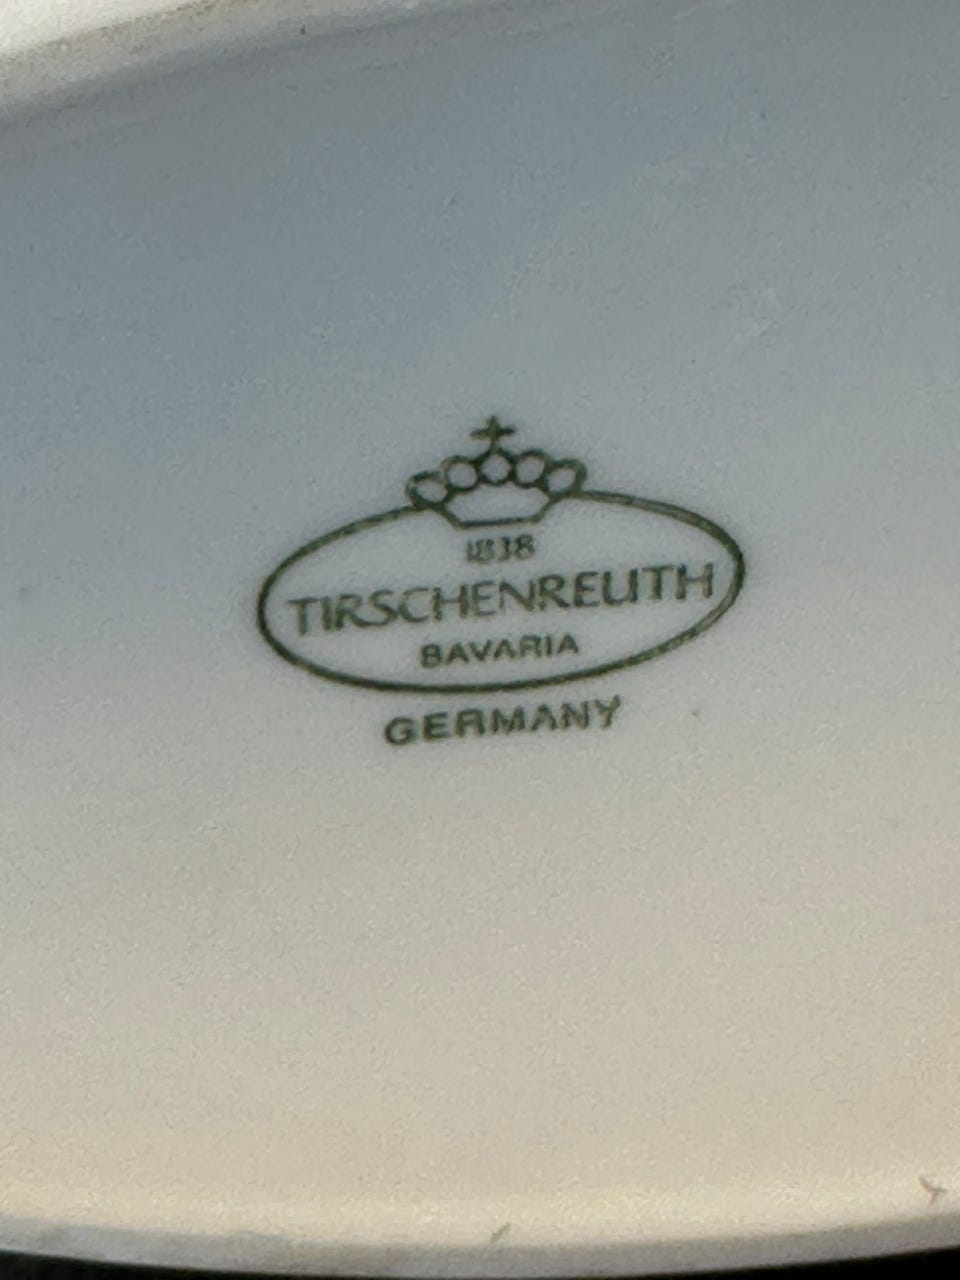 1838
TIRSCHENREUTH
BAVARIA
GERMANY